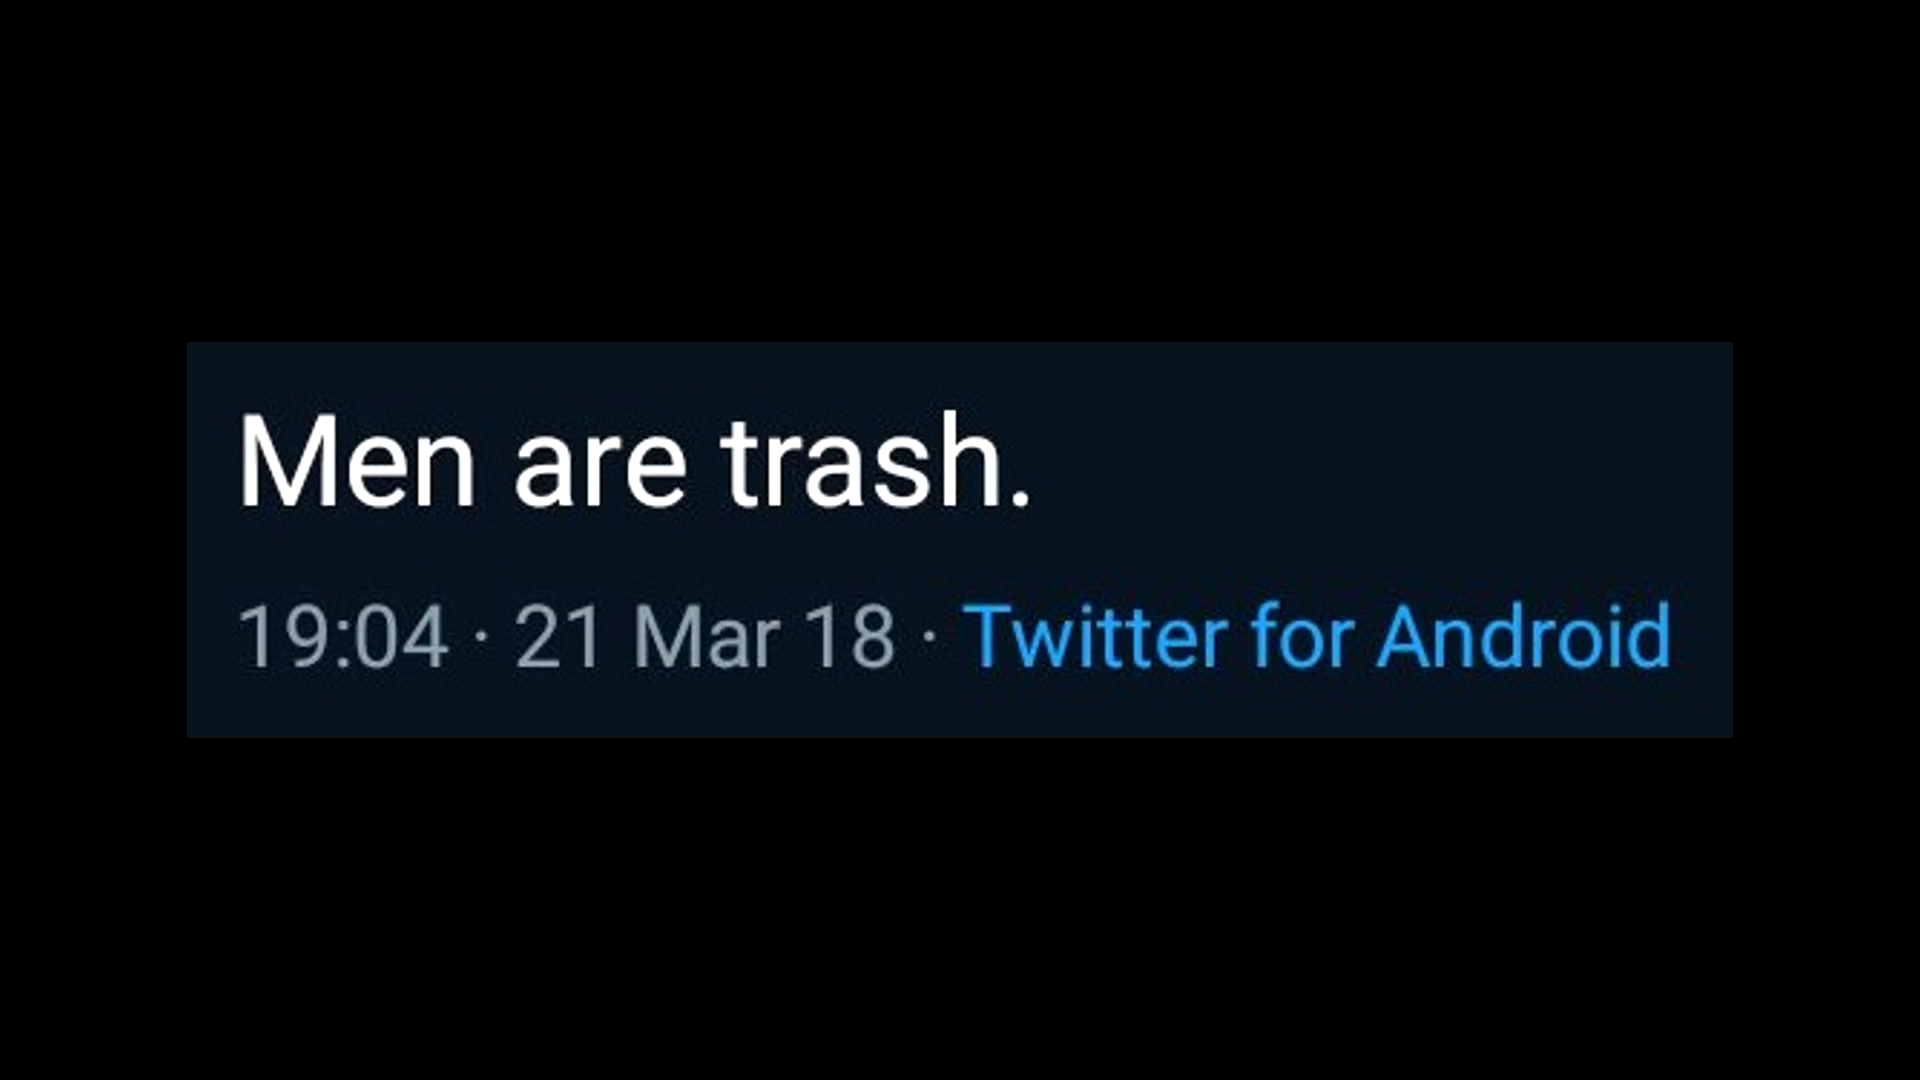 Men are trash.
19:04 · 21 Mar 18 · Twitter for Android